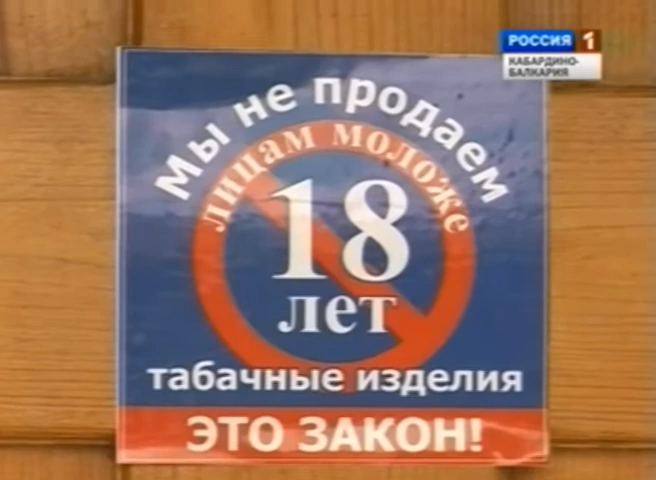 РОССИЯ 1
КАБАРДИНО-
БАЛКАРИЯ
Мы не продаем
лицам моложе
18
лет
табачные изделия
ЭТО ЗАКОН!